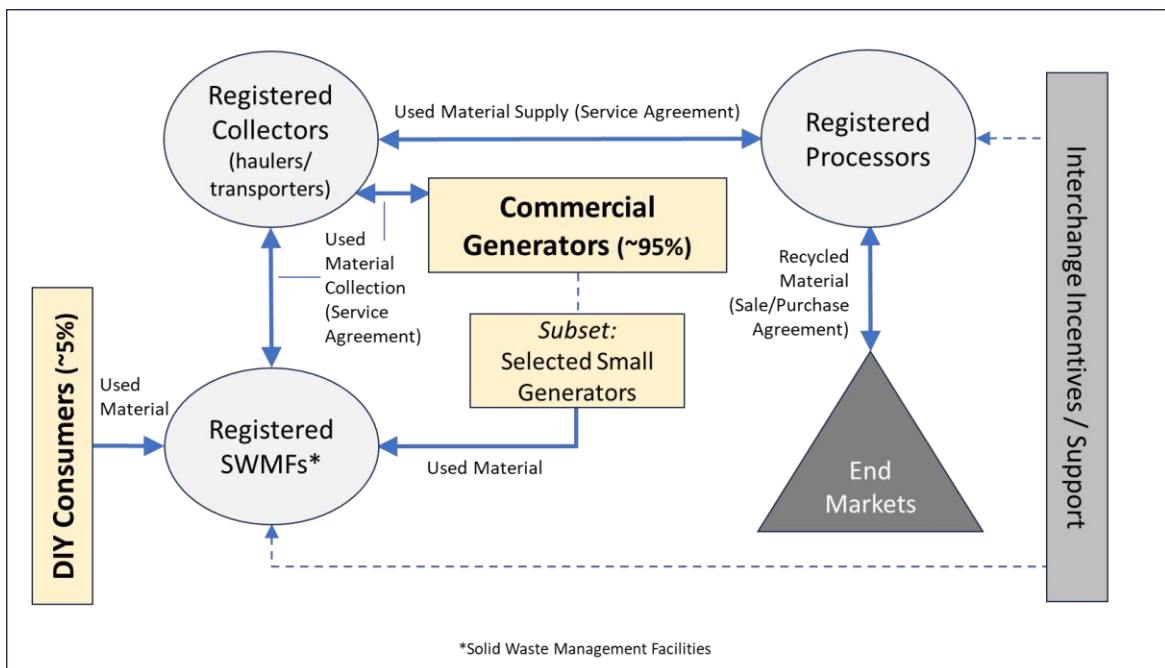 Registered
Collectors
(haulers/
transporters)
Used Material Supply (Service Agreement)
Registered
Processors
Commercial
Generators (~95%)
Used
Material
Collection
(Service
Agreement)
Recycled
Material
(Sale/Purchase
Agreement)
Interchange Incentives / Support
Subset:
Selected Small
Generators
DIY Consumers (~5%)
Used
Material
Registered
SWMFs*
Used Material
End
Markets
*Solid Waste Management Facilities